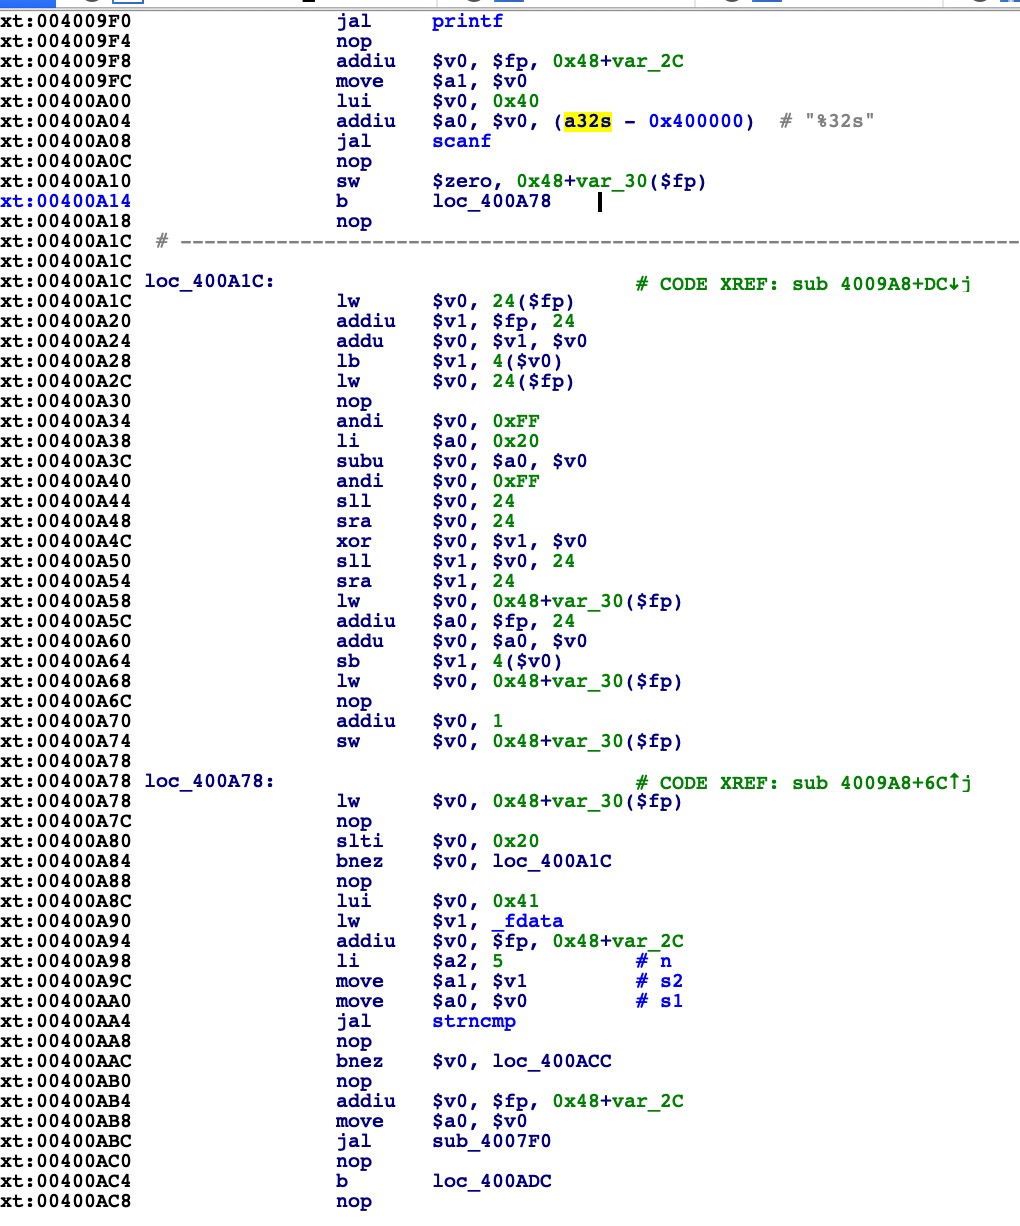 xt:004009F0 jal printf
xt:004009F4 nop
xt:004009F8 addiu $v0, $fp, 0x48+var_2C
xt:004009FC move $a1, $v0
xt:00400A00 lui $v0, 0x40
xt:00400A04 addiu $a0, $v0, (a32s - 0x400000) # "%32s"
xt:00400A08 jal scanf
xt:00400A0C nop
xt:00400A10 sw $zero, 0x48+var_30($fp)
xt:00400A14 b loc_400A78
xt:00400A18 nop
xt:00400A1C # ---------------------------------------------------------------------
xt:00400A1C
xt:00400A1C loc_400A1C: # CODE XREF: sub 4009A8+DC↓j
xt:00400A1C lw $v0, 24($fp)
xt:00400A20 addiu $v1, $fp, 24
xt:00400A24 addu $v0, $v1, $v0
xt:00400A28 lb $v1, 4($v0)
xt:00400A2C lw $v0, 24($fp)
xt:00400A30 nop
xt:00400A34 andi $v0, 0xFF
xt:00400A38 li $a0, 0x20
xt:00400A3C subu $v0, $a0, $v0
xt:00400A40 andi $v0, 0xFF
xt:00400A44 sll $v0, 24
xt:00400A48 sra $v0, 24
xt:00400A4C xor $v0, $v1, $v0
xt:00400A50 sll $v1, $v0, 24
xt:00400A54 sra $v1, 24
xt:00400A58 lw $v0, 0x48+var_30($fp)
xt:00400A5C addiu $a0, $fp, 24
xt:00400A60 addu $v0, $a0, $v0
xt:00400A64 sb $v1, 4($v0)
xt:00400A68 lw $v0, 0x48+var_30($fp)
xt:00400A6C nop
xt:00400A70 addiu $v0, 1
xt:00400A74 sw $v0, 0x48+var_30($fp)
xt:00400A78
xt:00400A78 loc_400A78: # CODE XREF: sub 4009A8+6C↑j
xt:00400A78 lw $v0, 0x48+var_30($fp)
xt:00400A7C nop
xt:00400A80 slti $v0, 0x20
xt:00400A84 bnez $v0, loc_400A1C
xt:00400A88 nop
xt:00400A8C lui $v0, 0x41
xt:00400A90 lw $v1, _fdata
xt:00400A94 addiu $v0, $fp, 0x48+var_2C
xt:00400A98 li $a2, 5 # n
xt:00400A9C move $a1, $v1 # s2
xt:00400AA0 move $a0, $v0 # s1
xt:00400AA4 jal strncmp
xt:00400AA8 nop
xt:00400AAC bnez $v0, loc_400ACC
xt:00400AB0 nop
xt:00400AB4 addiu $v0, $fp, 0x48+var_2C
xt:00400AB8 move $a0, $v0
xt:00400ABC jal sub_4007F0
xt:00400AC0 nop
xt:00400AC4 b loc_400ADC
xt:00400AC8 nop